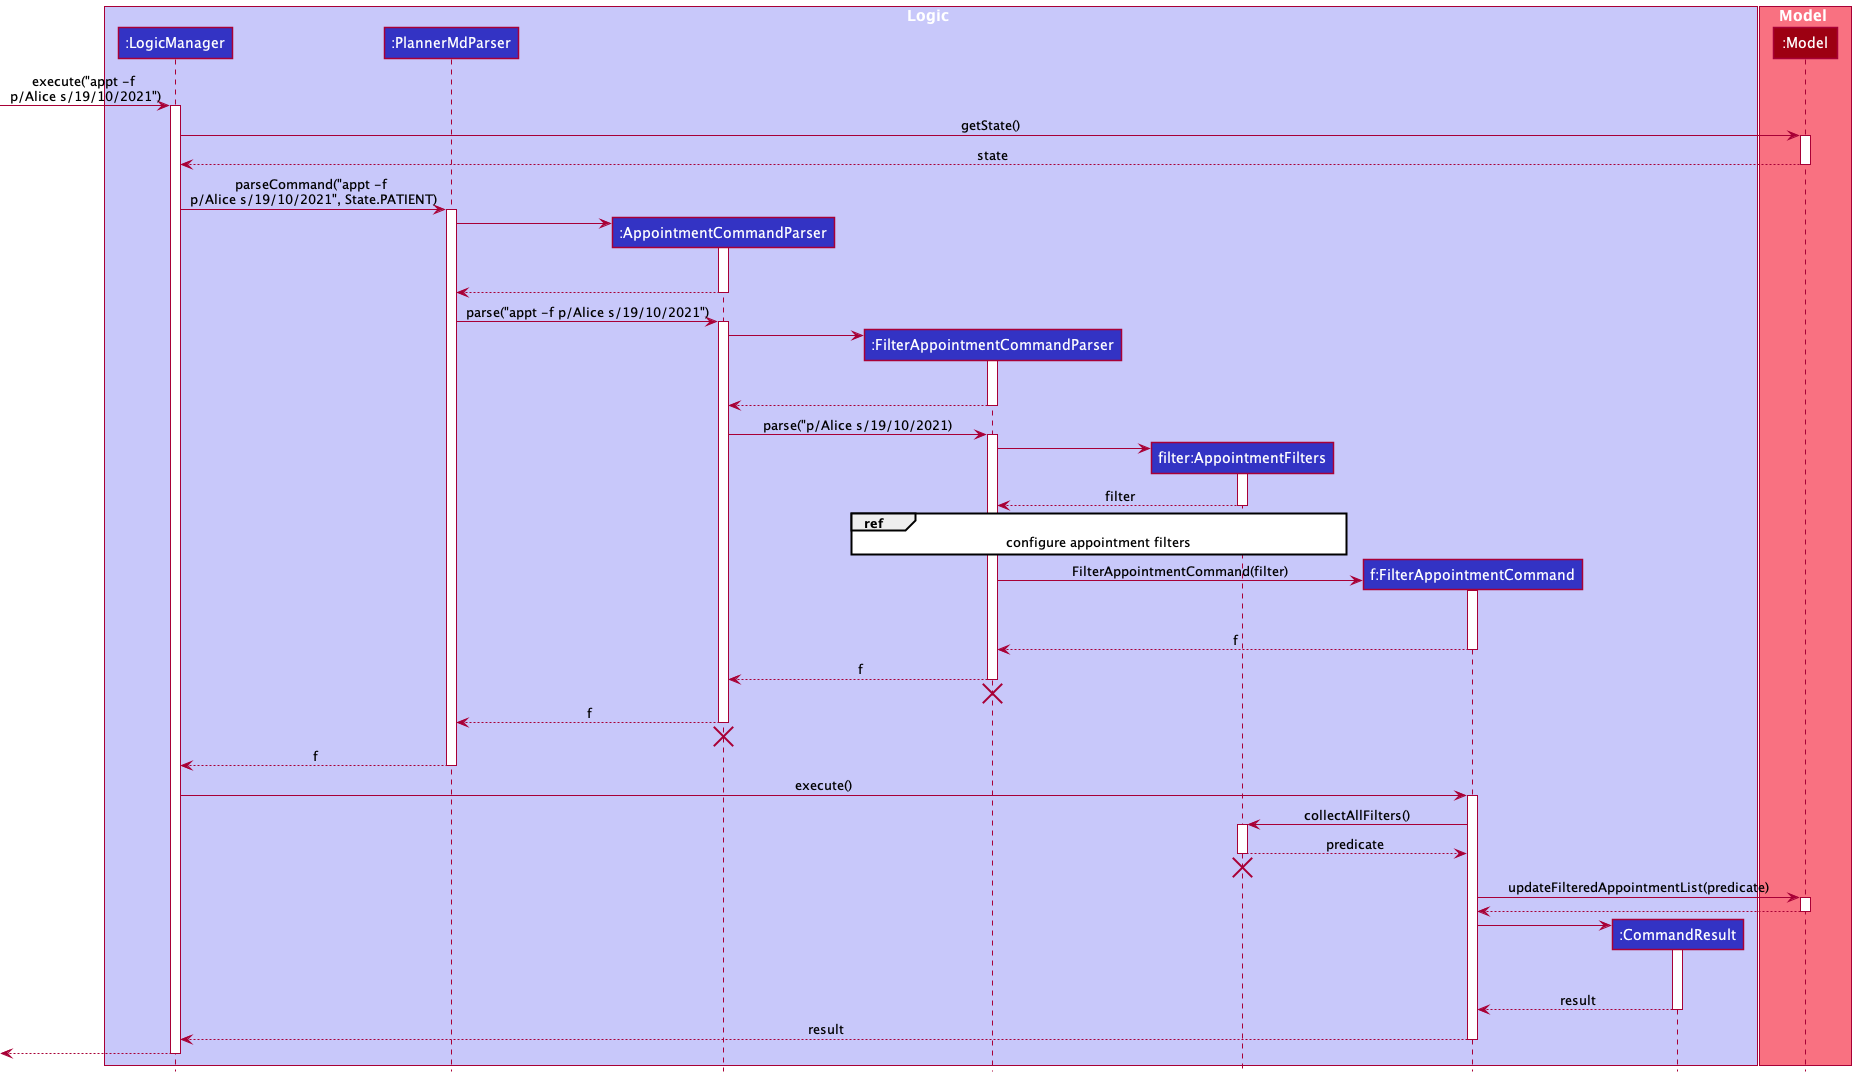 Logic
Model
:LogicManager
:PlannerMdParser
:Model
execute("appt -f
p/Alice s/19/10/2021")
getState()
state
parseCommand("appt -f
p/Alice s/19/10/2021", State.PATIENT)
:AppointmentCommandParser
parse("appt -f p/Alice s/19/10/2021")
:FilterAppointmentCommandParser
parse("p/Alice s/19/10/2021)
filter:AppointmentFilters
filter
ref
configure appointment filters
FilterAppointmentCommand(filter)
f:FilterAppointmentCommand
f
f
f
f
execute()
collectAllFilters()
predicate
updateFilteredAppointmentList(predicate)
:CommandResult
result
result